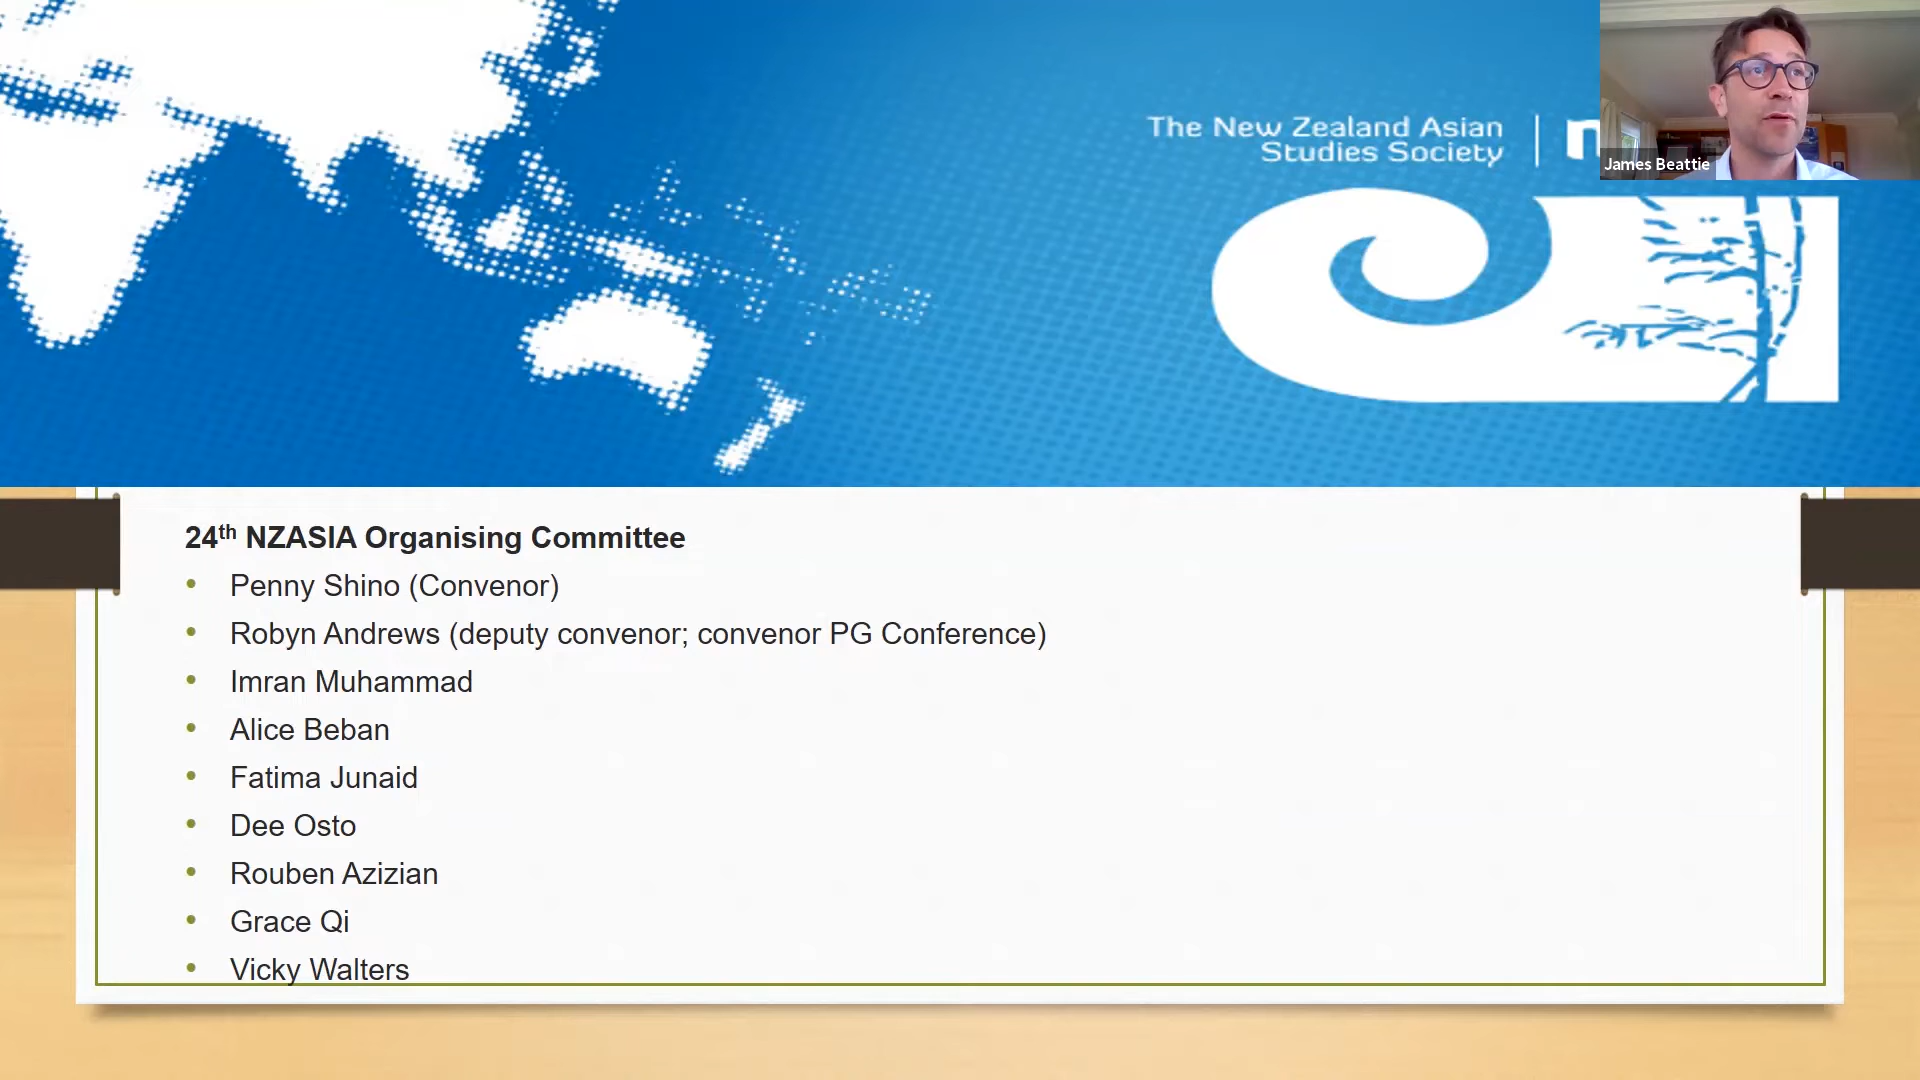 The New Zealand Asian
Studies Society
James Beattie
24th NZASIA Organising Committee
• Penny Shino (Convenor)
• Robyn Andrews (deputy convenor; convenor PG Conference)
• Imran Muhammad
• Alice Beban
• Fatima Junaid
• Dee Osto
• Rouben Azizian
• Grace Qi
• Vicky Walters